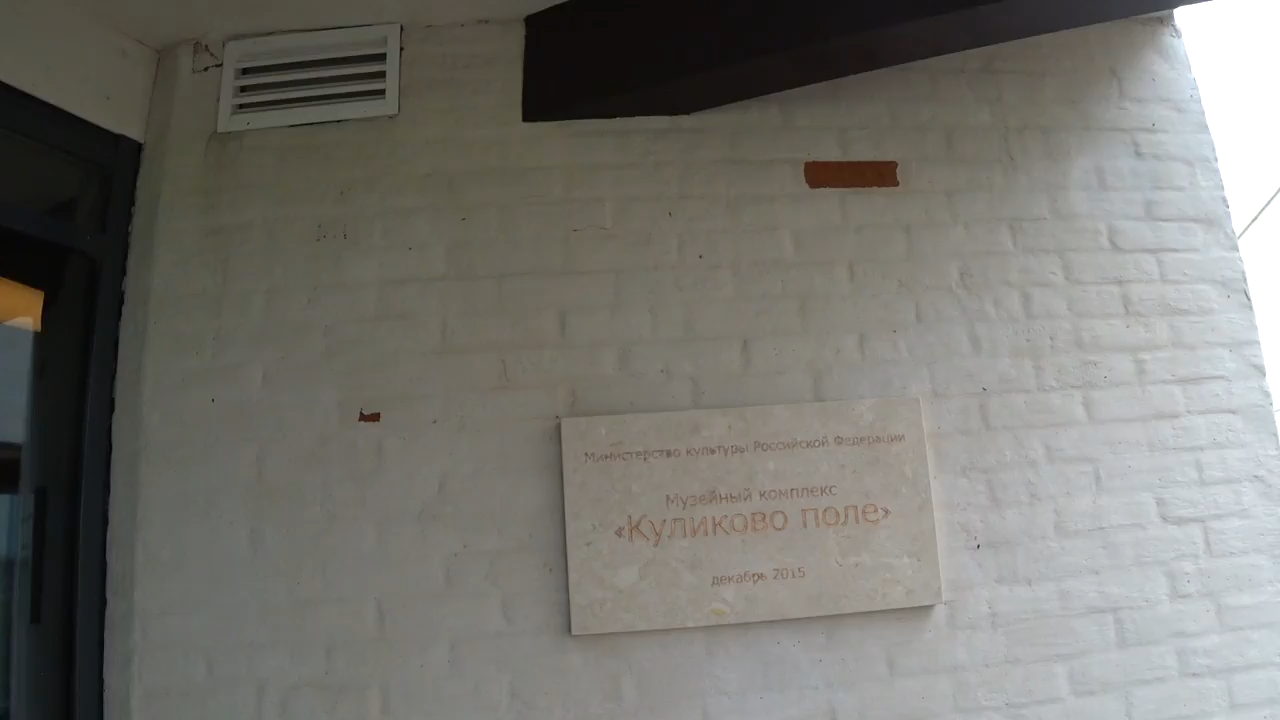 Министерство культуры Российской Федерации
Музейный комплекс
«Куликово поле»
декабрь 2015